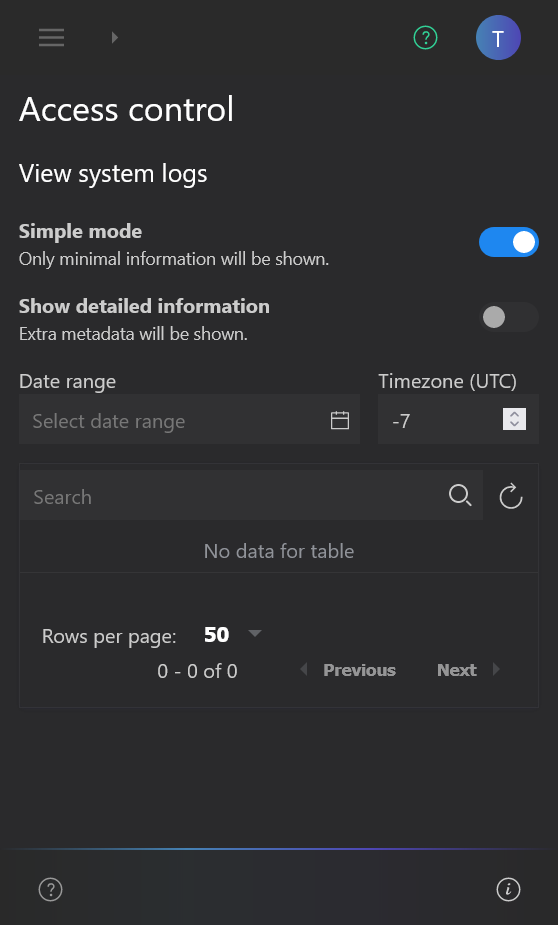 T
Access control
View system logs
Simple mode
Only minimal information will be shown.
Show detailed information
Extra metadata will be shown.
Date range
Timezone (UTC)
Select date range
-7
Search
No data for table
Rows per page: 50
0 - 0 of 0
Previous
Next